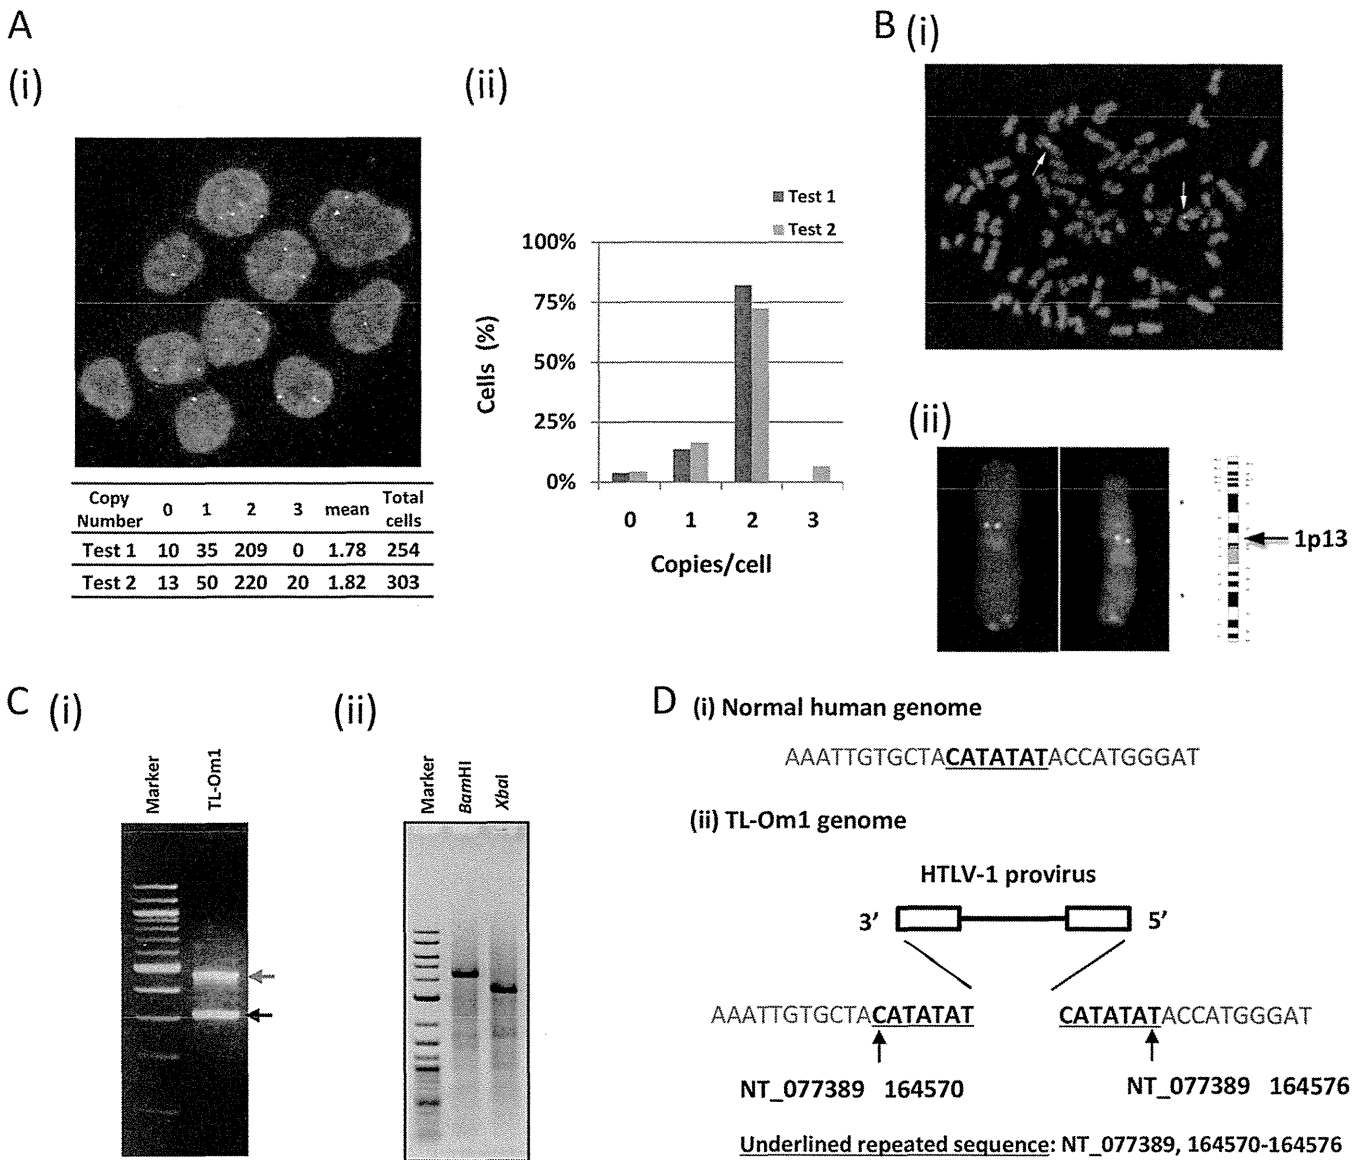 A
(i)
Copy Number 0 1 2 3 mean Total cells
Test 1 10 35 209 0 1.78 254
Test 2 13 50 220 20 1.82 303
(ii)
Test 1
Test 2
100%
75%
50%
25%
0%
Cells (%)
0 1 2 3
Copies/cell
B
(i)
(ii)
1p13
C
(i)
Marker
TL-Om1
(ii)
Marker
BamHI
XbaI
D
(i) Normal human genome
AAATTGTGCTACATATATACCATGGGAT
(ii) TL-Om1 genome
HTLV-1 provirus
3’ 5’
AAATTGTGCTACATATAT CATATATACCATGGGAT
NT_077389 164570 NT_077389 164576
Underlined repeated sequence: NT_077389, 164570-164576